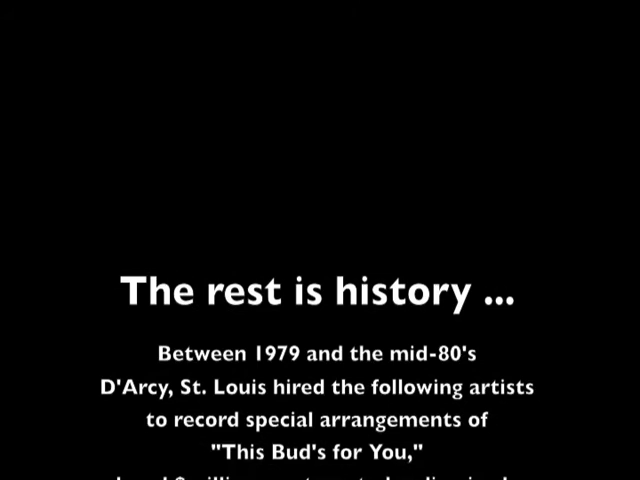 The rest is history ...
Between 1979 and the mid-80's
D'Arcy, St. Louis hired the following artists
to record special arrangements of
"This Bud's for You,"